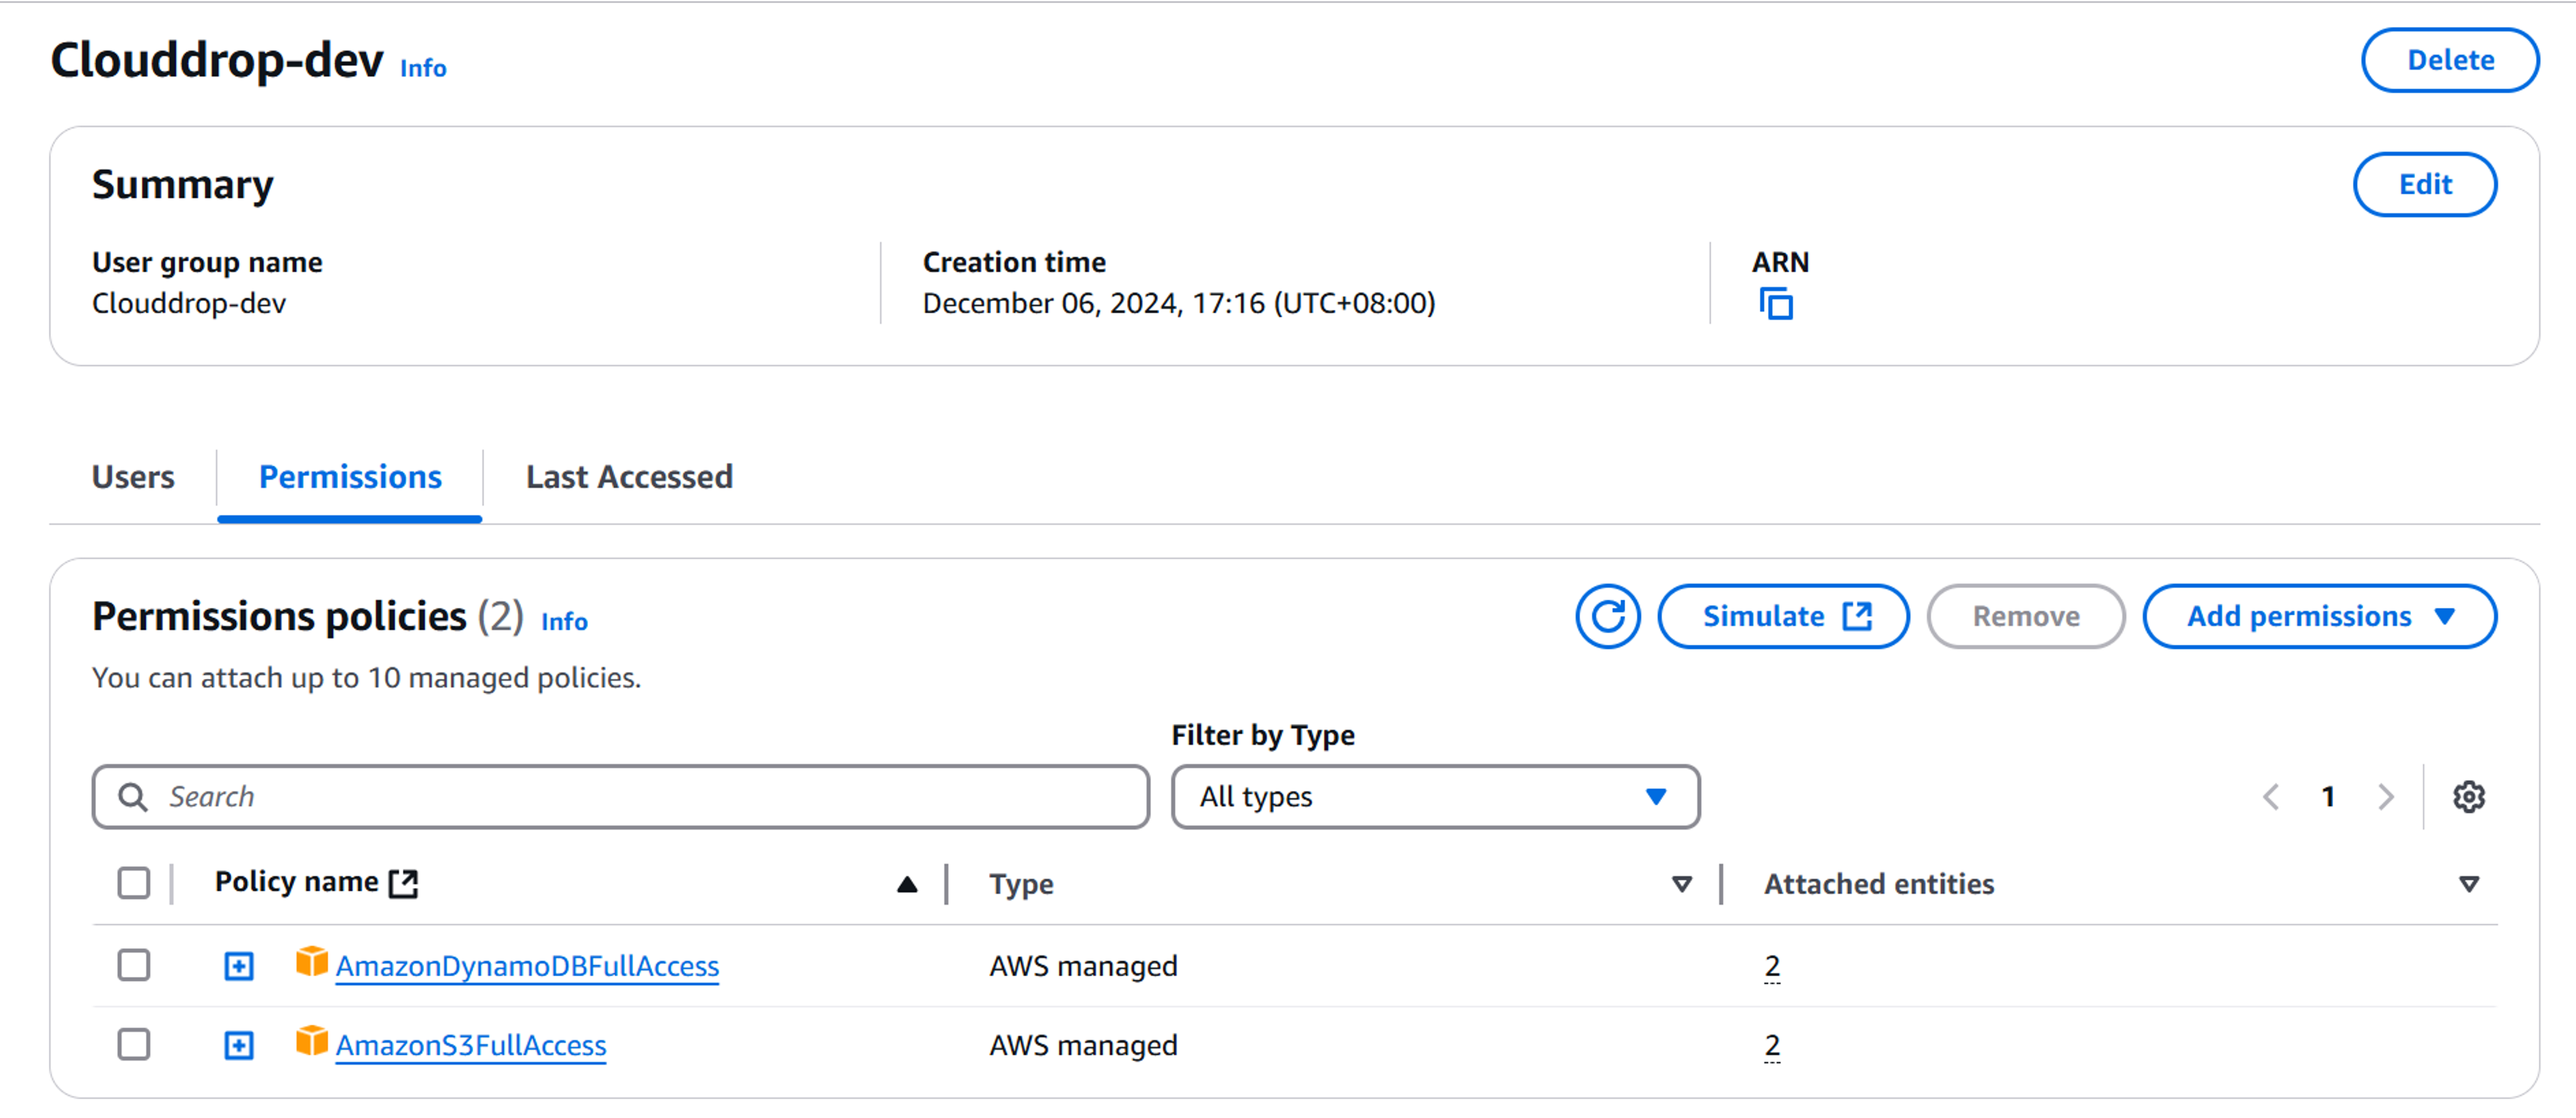 Clouddrop-dev Info
Delete
Summary
Edit
User group name
Clouddrop-dev
Creation time
December 06, 2024, 17:16 (UTC+08:00)
ARN
Users
Permissions
Last Accessed
Permissions policies (2) Info
Simulate
Remove
Add permissions
You can attach up to 10 managed policies.
Filter by Type
Search
All types
1
Policy name
Type
Attached entities
AmazonDynamoDBFullAccess
AWS managed
2
AmazonS3FullAccess
AWS managed
2